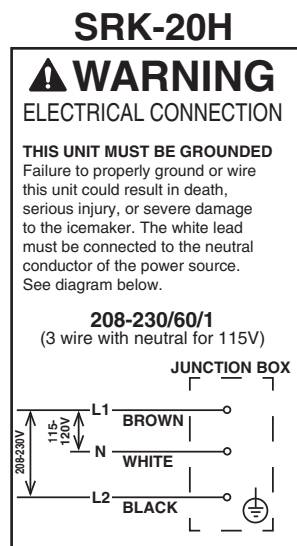 SRK-20H
WARNING
ELECTRICAL CONNECTION
THIS UNIT MUST BE GROUNDED
Failure to properly ground or wire
this unit could result in death,
serious injury, or severe damage
to the icemaker. The white lead
must be connected to the neutral
conductor of the power source.
See diagram below.
208-230/60/1
(3 wire with neutral for 115V)
JUNCTION BOX
L1
BROWN
115-
120V
208-230V
N
WHITE
L2
BLACK